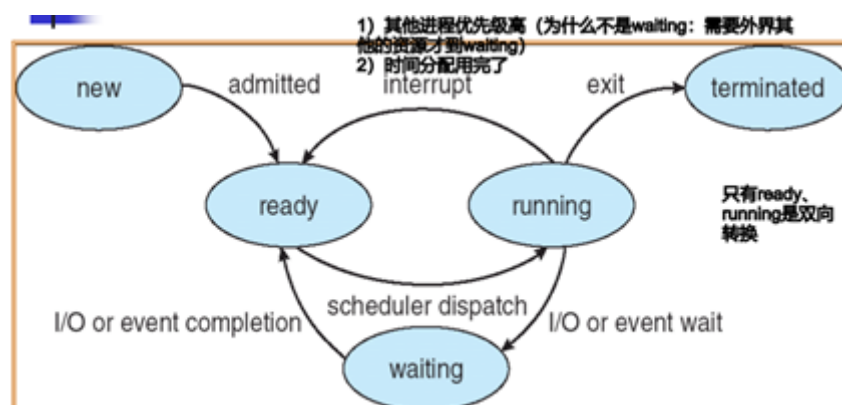 1）其他进程优先级高（为什么不是waiting：需要外界其
他的资源才到waiting）
2）时间分配用完了
new
admitted
interrupt
exit
terminated
ready
running
只有ready、
running是双向
转换
I/O or event completion
scheduler dispatch
I/O or event wait
waiting